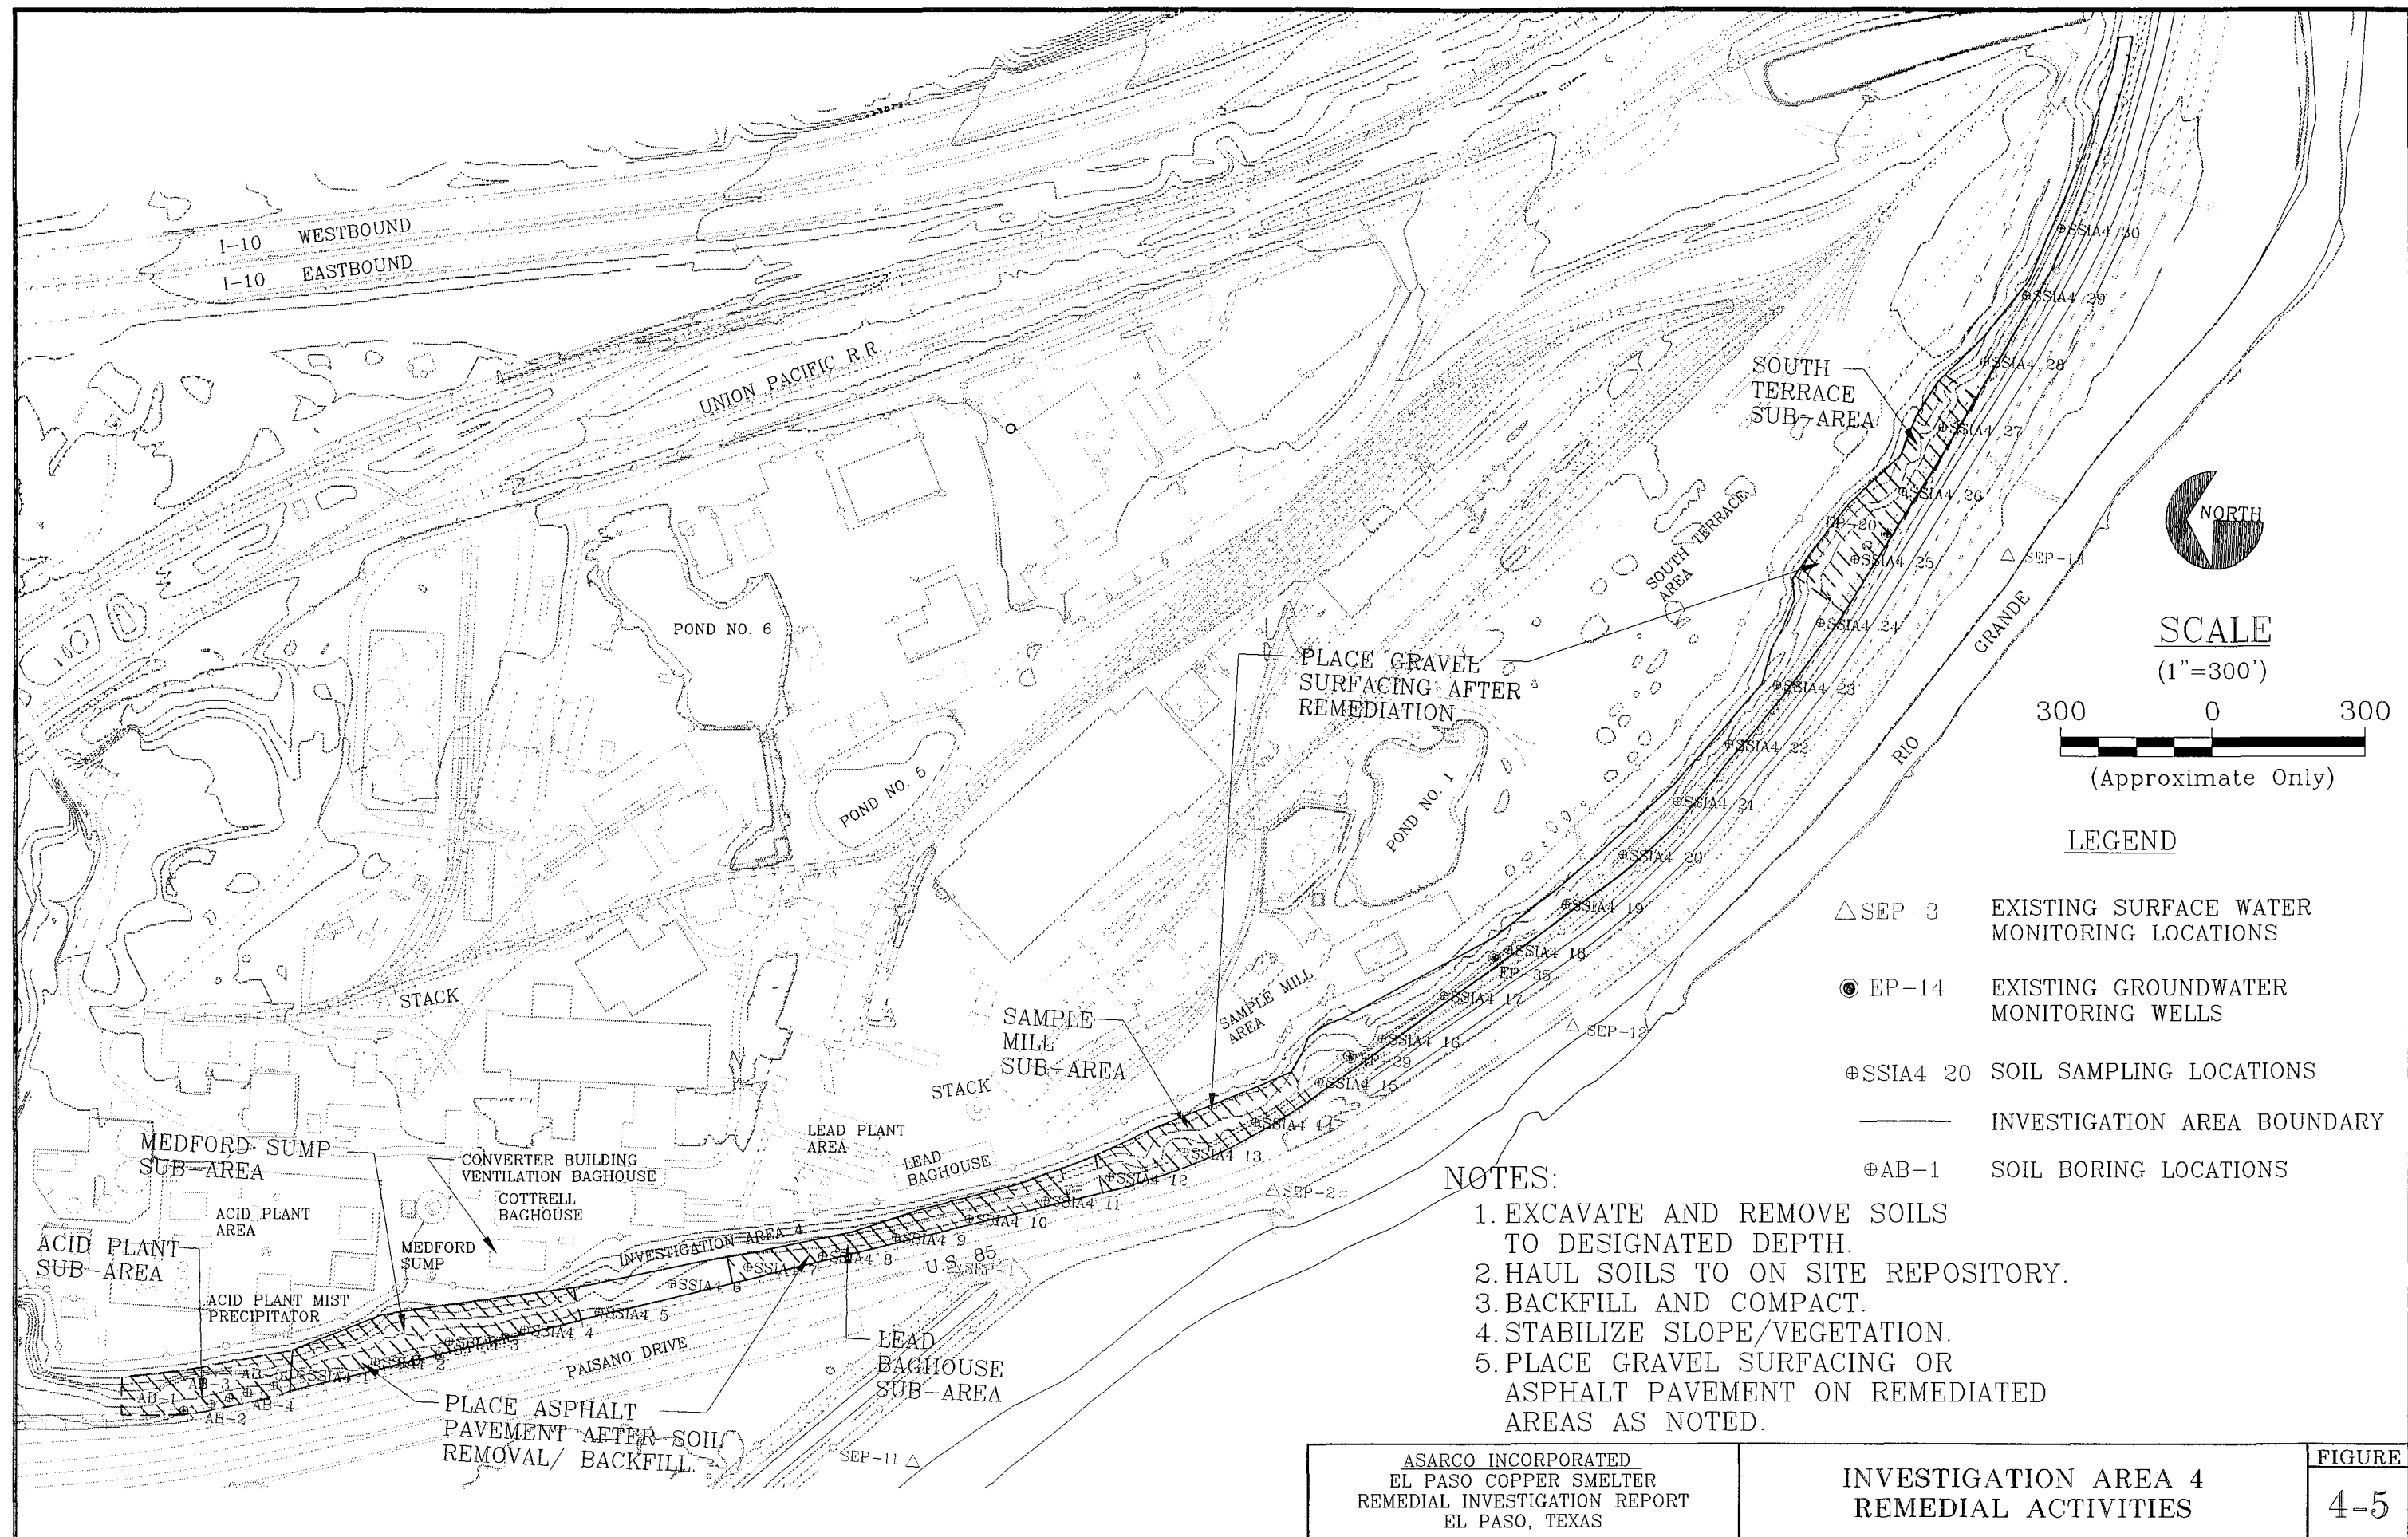 I-10 WESTBOUND
I-10 EASTBOUND
UNION PACIFIC R.R.
POND NO. 6
POND NO. 5
POND NO. 1
STACK
STACK
SOUTH
TERRACE
SUB-AREA
SOUTH TERRACE
AREA
PLACE GRAVEL
SURFACING AFTER
REMEDIATION
SAMPLE
MILL
SUB-AREA
SAMPLE MILL
AREA
LEAD PLANT
AREA
LEAD
BAGHOUSE
MEDFORD SUMP
SUB-AREA
CONVERTER BUILDING
VENTILATION BAGHOUSE
COTTRELL
BAGHOUSE
ACID PLANT
AREA
MEDFORD
SUMP
ACID PLANT
SUB-AREA
ACID PLANT MIST
PRECIPITATOR
INVESTIGATION AREA 4
U.S. 85
PAISANO DRIVE
LEAD
BAGHOUSE
SUB-AREA
PLACE ASPHALT
PAVEMENT AFTER SOIL
REMOVAL/ BACKFILL.
RIO GRANDE
SSIA4 30
SSIA4 29
SSIA4 28
SSIA4 27
SSIA4 26
EP-20
SSIA4 25
SSIA4 24
SSIA4 23
SSIA4 22
SSIA4 21
SSIA4 20
SSIA4 19
SSIA4 18
EP-35
SSIA4 17
SSIA4 16
EP-29
SSIA4 15
SSIA4 14
SSIA4 13
SSIA4 12
SSIA4 11
SSIA4 10
SSIA4 9
SSIA4 8
SSIA4 7
SSIA4 6
SSIA4 5
SSIA4 4
SSIA4 3
SSIA4 2
SSIA4 1
AB-1
AB-2
AB-3
AB-4
AB-5
SEP-13
SEP-12
SEP-2
SEP-1
SEP-11
NORTH
SCALE
(1"=300')
300 0 300
(Approximate Only)
LEGEND
SEP-3 EXISTING SURFACE WATER
MONITORING LOCATIONS
EP-14 EXISTING GROUNDWATER
MONITORING WELLS
SSIA4 20 SOIL SAMPLING LOCATIONS
INVESTIGATION AREA BOUNDARY
AB-1 SOIL BORING LOCATIONS
NOTES:
1. EXCAVATE AND REMOVE SOILS
TO DESIGNATED DEPTH.
2. HAUL SOILS TO ON SITE REPOSITORY.
3. BACKFILL AND COMPACT.
4. STABILIZE SLOPE/VEGETATION.
5. PLACE GRAVEL SURFACING OR
ASPHALT PAVEMENT ON REMEDIATED
AREAS AS NOTED.
ASARCO INCORPORATED
EL PASO COPPER SMELTER
REMEDIAL INVESTIGATION REPORT
EL PASO, TEXAS
INVESTIGATION AREA 4
REMEDIAL ACTIVITIES
FIGURE
4-5